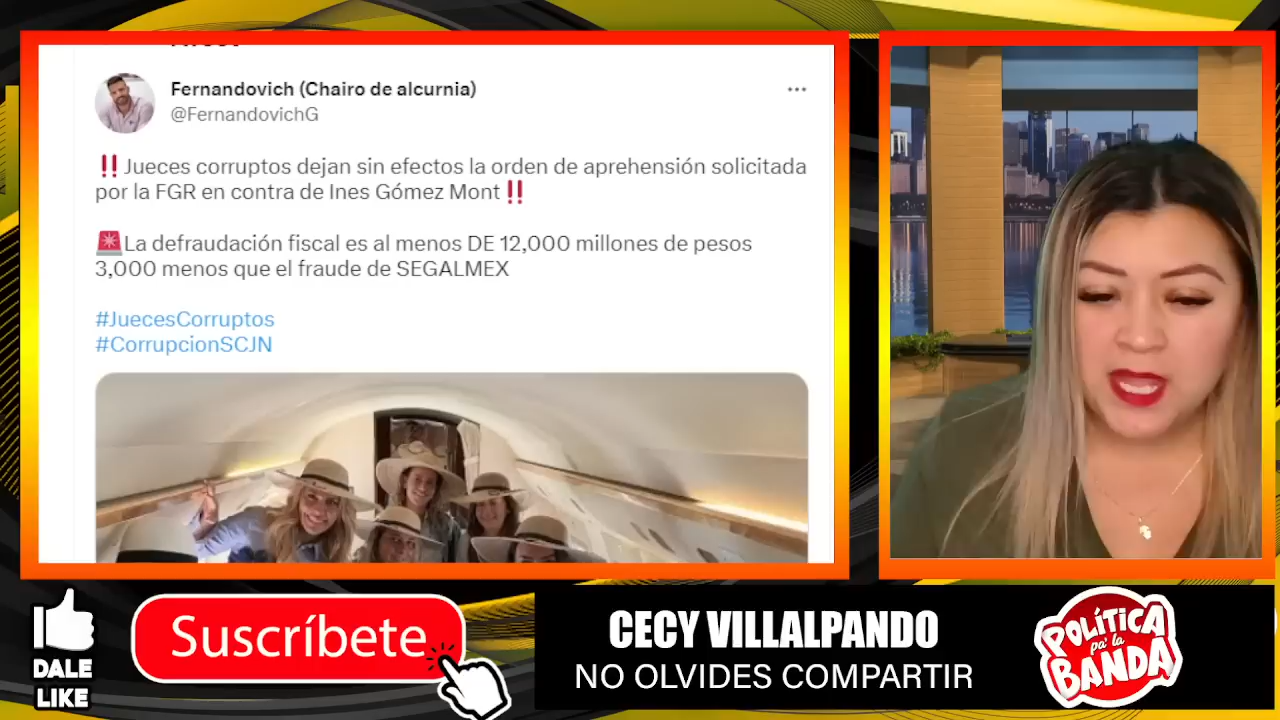 Fernandovich (Chairo de alcurnia)
@FernandovichG
‼️Jueces corruptos dejan sin efectos la orden de aprehensión solicitada
por la FGR en contra de Ines Gómez Mont‼️
🚨La defraudación fiscal es al menos DE 12,000 millones de pesos
3,000 menos que el fraude de SEGALMEX
#JuecesCorruptos
#CorrupcionSCJN
DALE
LIKE
Suscríbete
CECY VILLALPANDO
NO OLVIDES COMPARTIR
POLÍTICA
pa' la
BANDA